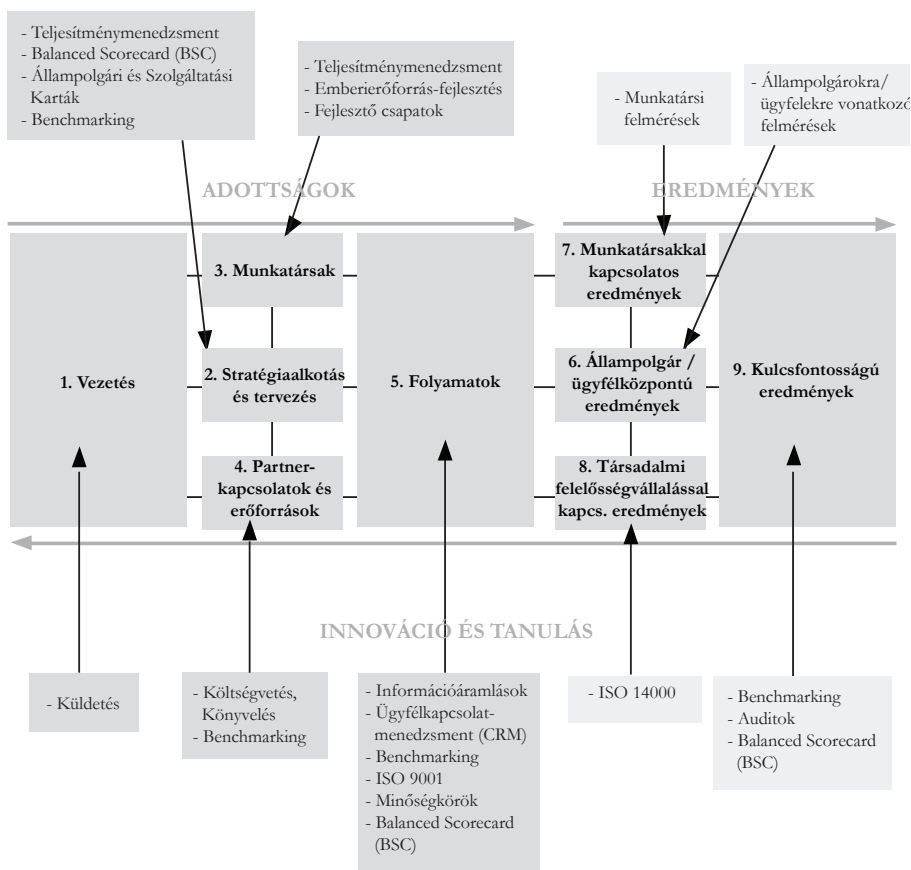 - Teljesítménymenedzsment
- Balanced Scorecard (BSC)
- Állampolgári és Szolgáltatási
Karták
- Benchmarking
- Teljesítménymenedzsment
- Emberierőforrás-fejlesztés
- Fejlesztő csapatok
- Munkatársi
felmérések
- Állampolgárokra/
ügyfelekre vonatkozó
felmérések
ADOTTSÁGOK
EREDMÉNYEK
1. Vezetés
3. Munkatársak
2. Stratégiaalkotás
és tervezés
4. Partner-
kapcsolatok és
erőforrások
5. Folyamatok
7. Munkatársakkal
kapcsolatos
eredmények
6. Állampolgár /
ügyfélközpontú
eredmények
8. Társadalmi
felelősségvállalással
kapcs. eredmények
9. Kulcsfontosságú
eredmények
INNOVÁCIÓ ÉS TANULÁS
- Küldetés
- Költségvetés,
Könyvelés
- Benchmarking
- Információáramlások
- Ügyfélkapcsolat-
menedzsment (CRM)
- Benchmarking
- ISO 9001
- Minőségkörök
- Balanced Scorecard
(BSC)
- ISO 14000
- Benchmarking
- Auditok
- Balanced Scorecard
(BSC)